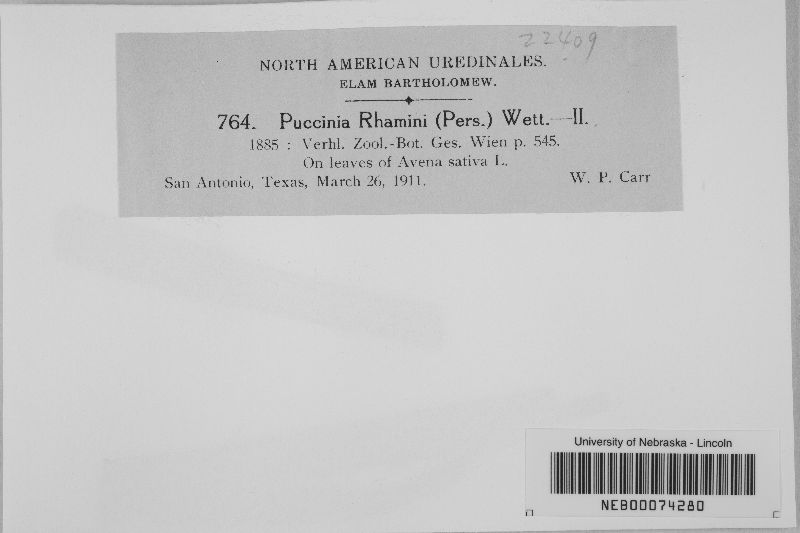 22409
NORTH AMERICAN UREDINALES.
ELAM BARTHOLOMEW.
764. Puccinia Rhamini (Pers.) Wett.—II.
1885 : Verhl. Zool.-Bot. Ges. Wien p. 545.
On leaves of Avena sativa L.
San Antonio, Texas, March 26, 1911. W. P. Carr
University of Nebraska - Lincoln
NEB00074280